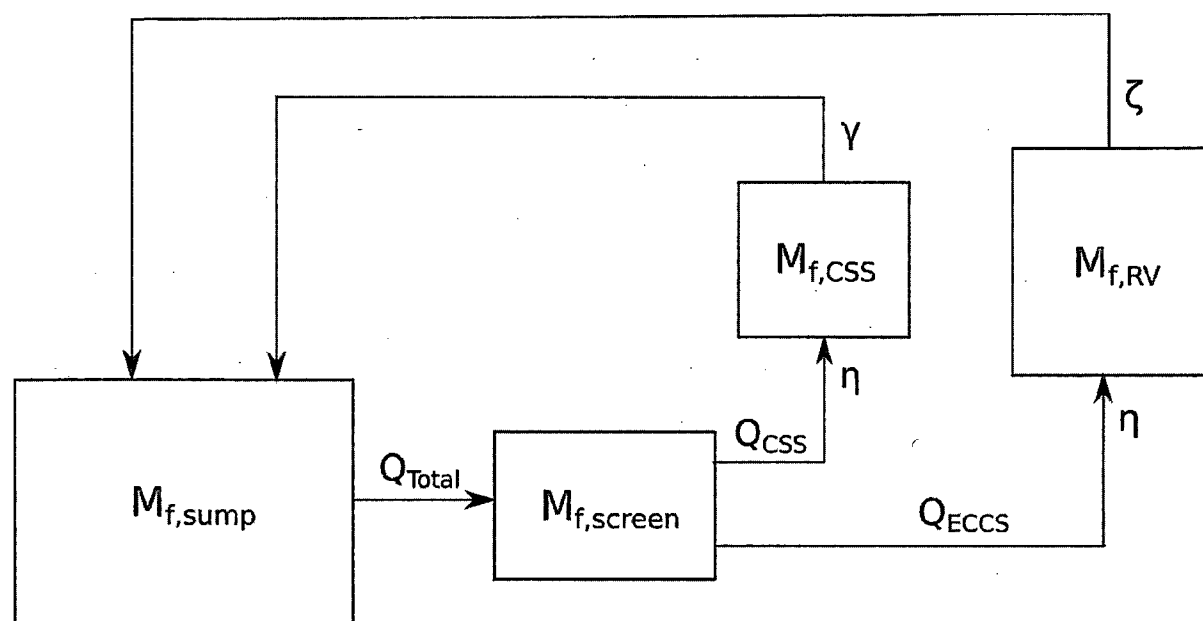 ζ
γ
M_f,CSS
M_f,RV
η
η
Q_CSS
Q_Total
M_f,sump
M_f,screen
Q_ECCS